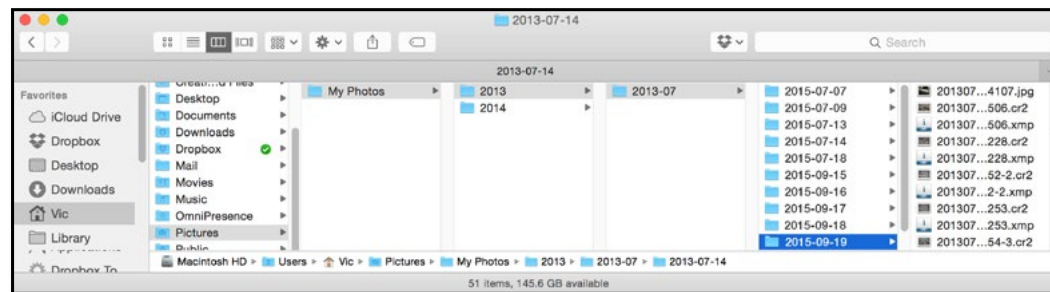 2013-07-14
Search
2013-07-14
Favorites
iCloud Drive
Dropbox
Desktop
Downloads
Vic
Library
Dropbox To
Desktop
Documents
Downloads
Dropbox
Mail
Movies
Music
OmniPresence
Pictures
Public
My Photos
2013
2014
2013-07
2015-07-07
2015-07-09
2015-07-13
2015-07-14
2015-07-18
2015-09-15
2015-09-16
2015-09-17
2015-09-18
2015-09-19
201307...4107.jpg
201307...506.cr2
201307...506.xmp
201307...228.cr2
201307...228.xmp
201307...52-2.cr2
201307...2-2.xmp
201307...253.cr2
201307...253.xmp
201307...54-3.cr2
Macintosh HD ▸ Users ▸ Vic ▸ Pictures ▸ My Photos ▸ 2013 ▸ 2013-07 ▸ 2013-07-14
51 items, 145.6 GB available